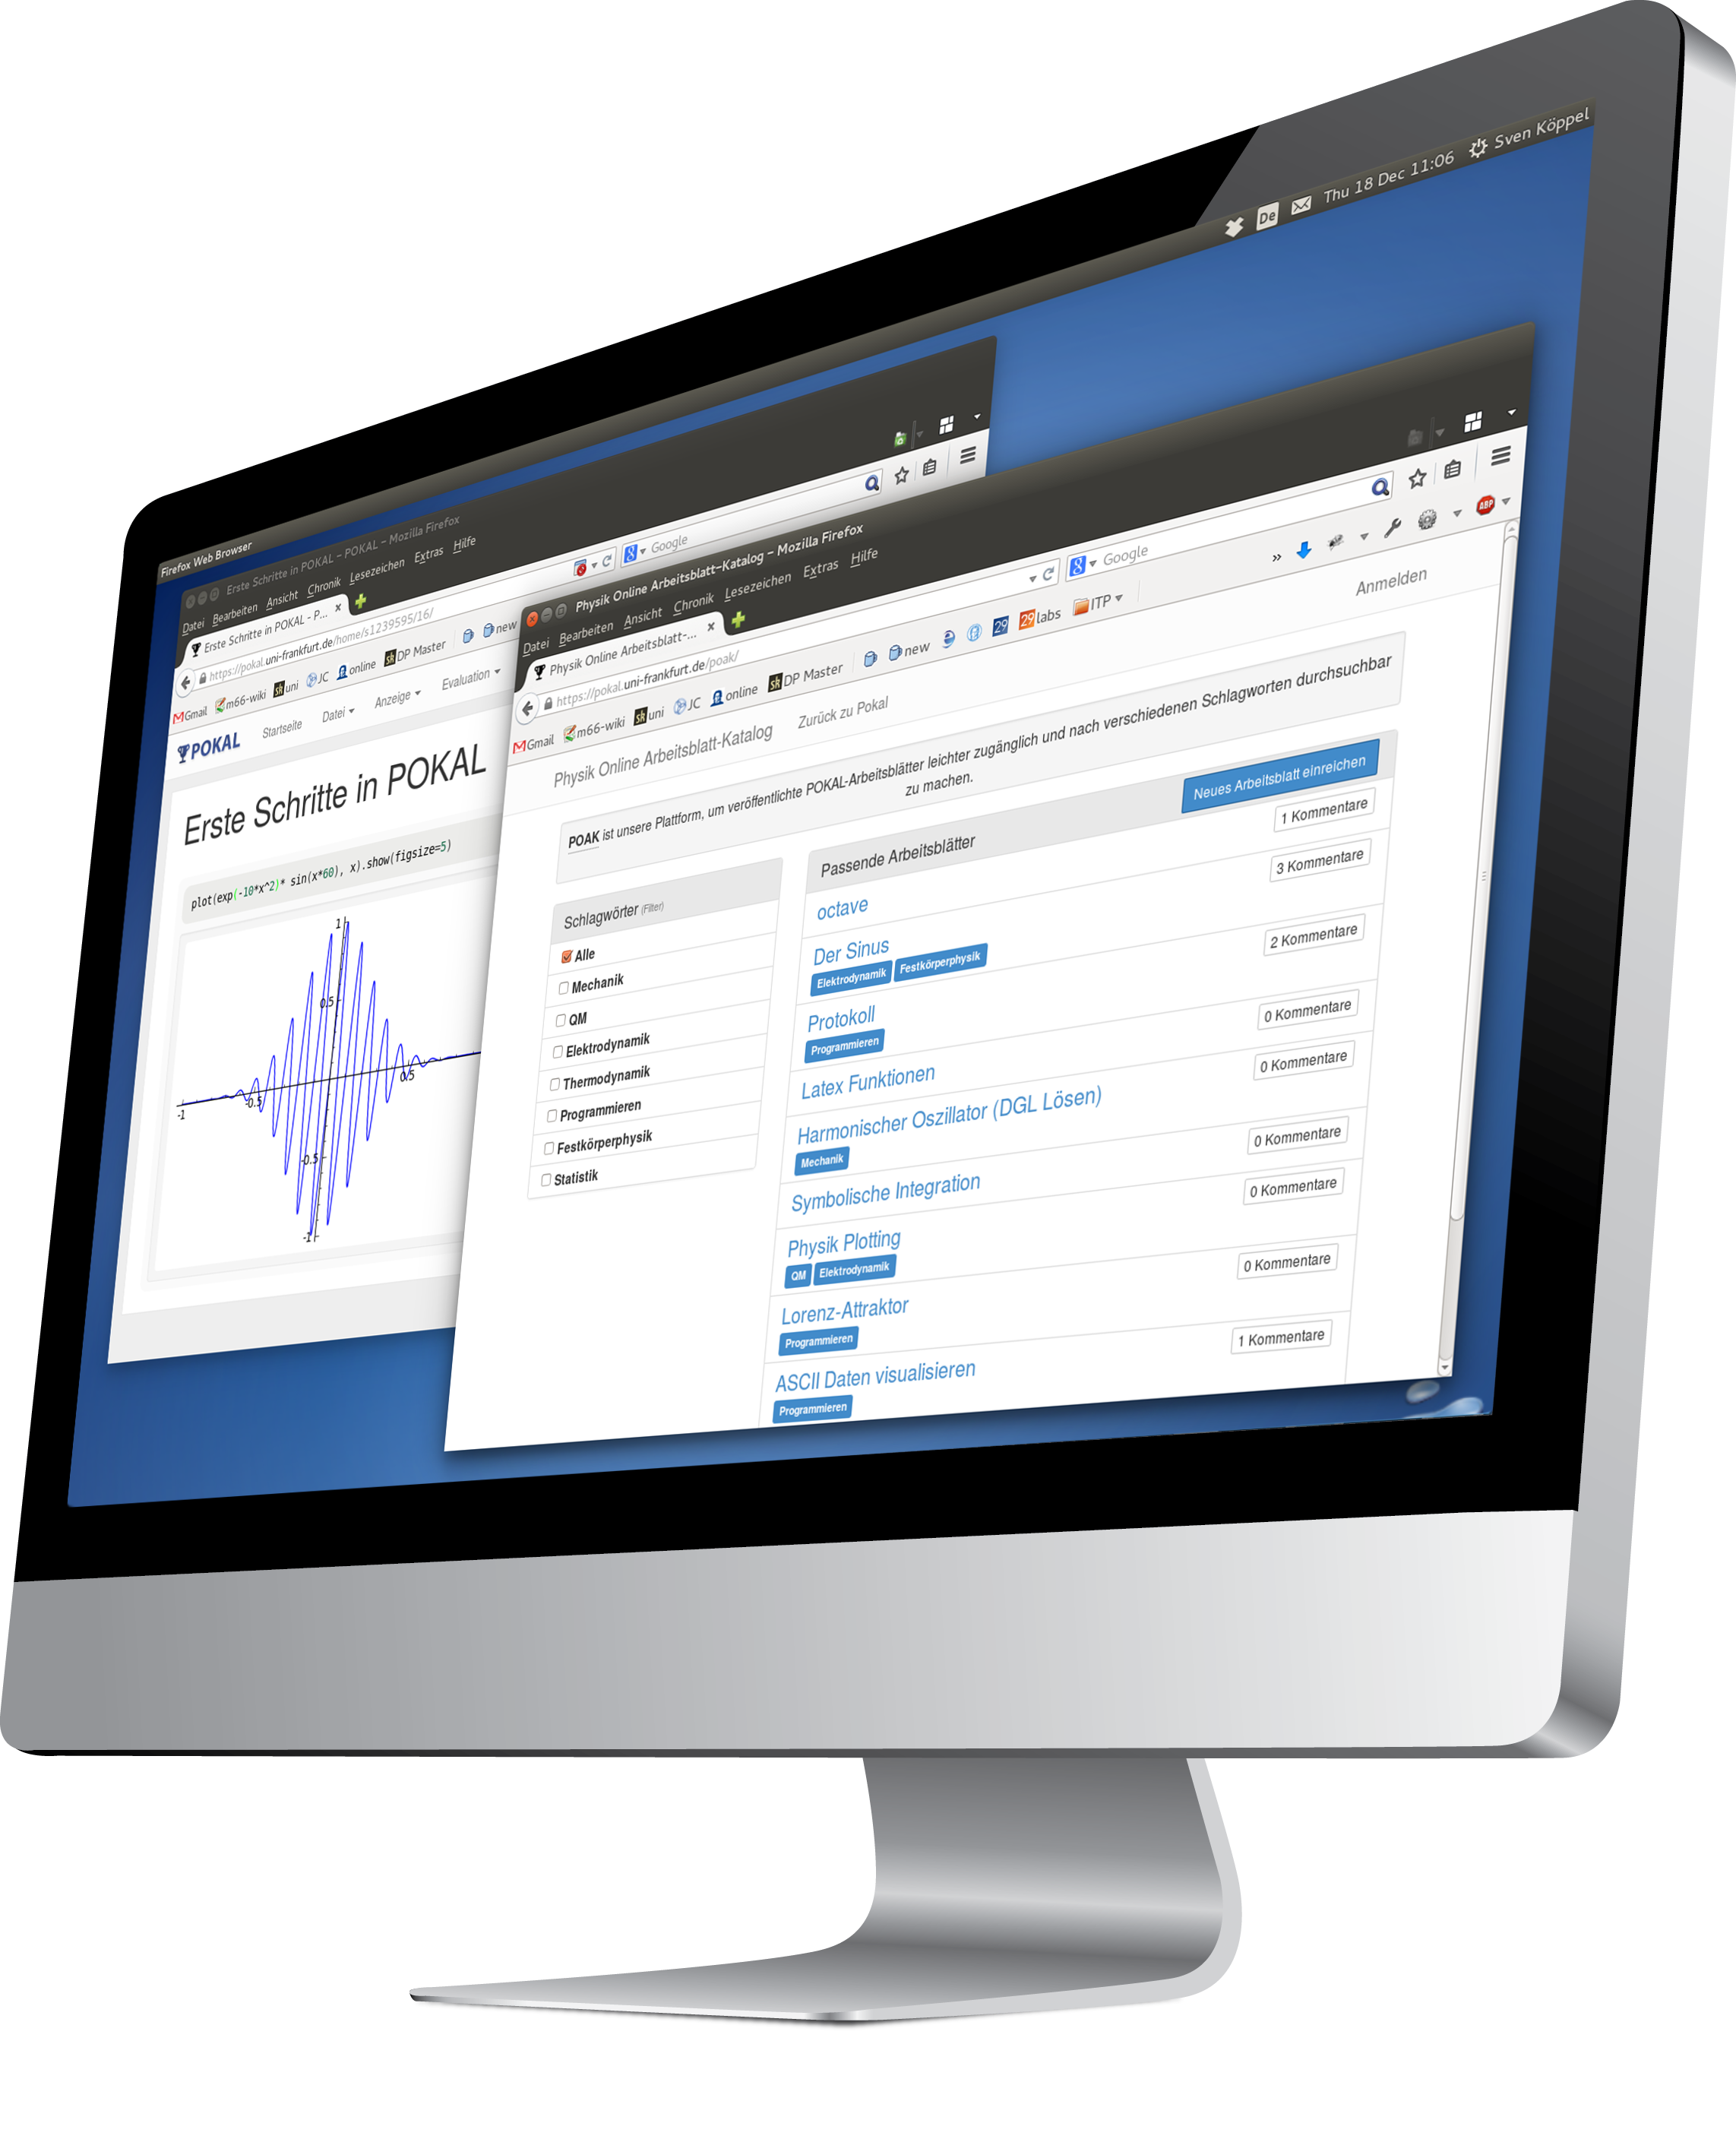 Firefox Web Browser
De
Thu 18 Dec 11:06
Sven Köppel
Erste Schritte in POKAL – POKAL – Mozilla Firefox
Datei Bearbeiten Ansicht Chronik Lesezeichen Extras Hilfe
Erste Schritte in POKAL - P...
https://pokal.uni-frankfurt.de/home/s1239595/16/
Google
Gmail m66-wiki uni JC online DP Master new
POKAL Startseite Datei Anzeige Evaluation
Erste Schritte in POKAL
plot(exp(-10*x^2)* sin(x*60), x).show(figsize=5)
1
0.5
-1 -0.5 0.5
-0.5
-1
Physik Online Arbeitsblatt–Katalog – Mozilla Firefox
Datei Bearbeiten Ansicht Chronik Lesezeichen Extras Hilfe
Physik Online Arbeitsblatt-...
https://pokal.uni-frankfurt.de/poak/
Google
ABP
Gmail m66-wiki uni JC online DP Master new 29 29 labs ITP »
Physik Online Arbeitsblatt-Katalog Zurück zu Pokal Anmelden
POAK ist unsere Plattform, um veröffentlichte POKAL-Arbeitsblätter leichter zugänglich und nach verschiedenen Schlagworten durchsuchbar
zu machen.
Schlagwörter (Filter)
Alle
Mechanik
QM
Elektrodynamik
Thermodynamik
Programmieren
Festkörperphysik
Statistik
Passende Arbeitsblätter Neues Arbeitsblatt einreichen
octave 1 Kommentare
Der Sinus 3 Kommentare
Elektrodynamik Festkörperphysik
Protokoll 2 Kommentare
Programmieren
Latex Funktionen 0 Kommentare
Harmonischer Oszillator (DGL Lösen) 0 Kommentare
Mechanik
Symbolische Integration 0 Kommentare
Physik Plotting 0 Kommentare
QM Elektrodynamik
Lorenz-Attraktor 0 Kommentare
Programmieren
ASCII Daten visualisieren 1 Kommentare
Programmieren